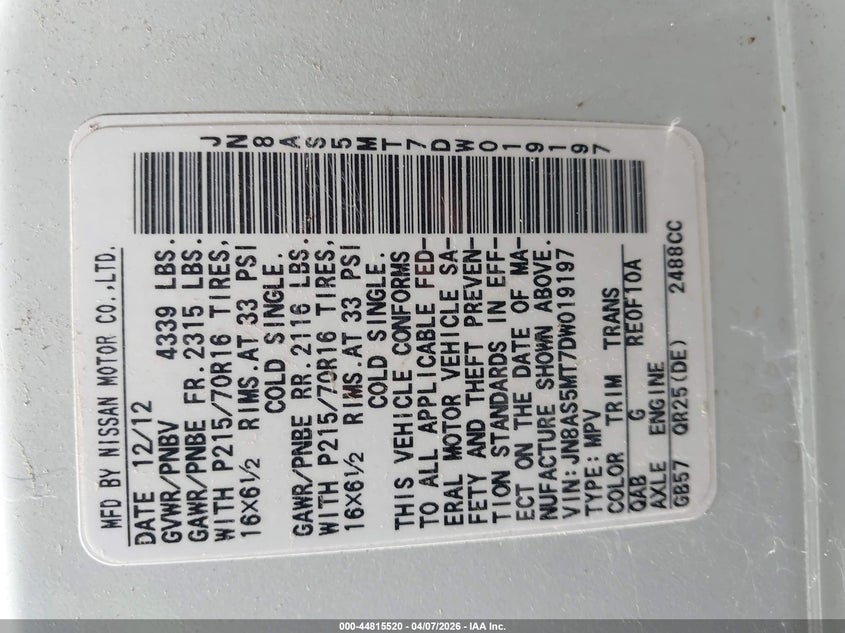 JN8AS5MT7DW019197
MFD BY NISSAN MOTOR CO.,LTD.
DATE 12/12
GVWR/PNBV 4339 LBS.
GAWR/PNBE FR.2315 LBS.
WITH P215/70R16 TIRES,
16X6½ RIMS.AT 33 PSI
COLD SINGLE.
GAWR/PNBE RR.2116 LBS.
WITH P215/70R16 TIRES,
16X6½ RIMS.AT 33 PSI
COLD SINGLE.
THIS VEHICLE CONFORMS
TO ALL APPLICABLE FED-
ERAL MOTOR VEHICLE SA-
FETY AND THEFT PREVEN-
TION STANDARDS IN EFF-
ECT ON THE DATE OF MA-
NUFACTURE SHOWN ABOVE.
VIN:JN8AS5MT7DW019197
TYPE:MPV
COLOR TRIM TRANS
QAB G RE0F10A
AXLE ENGINE
GB57 QR25(DE) 2488CC
000-44815520 | 04/07/2026 | IAA Inc.